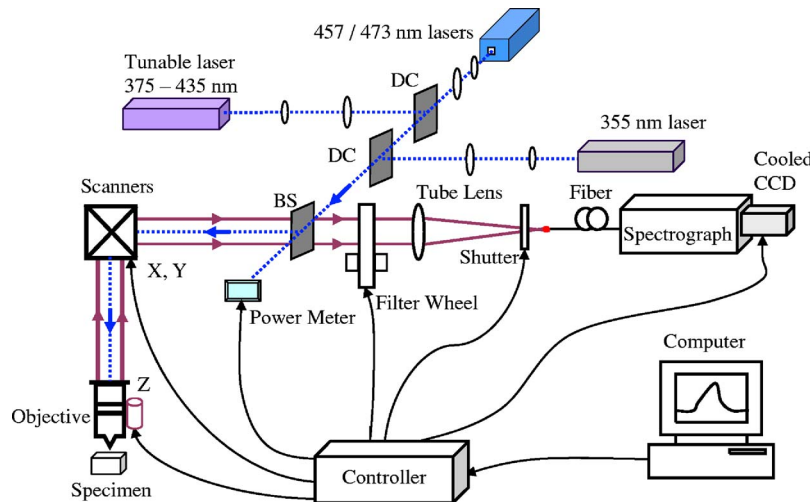 457 / 473 nm lasers
Tunable laser
375 – 435 nm
DC
DC
355 nm laser
Cooled
CCD
Scanners
BS
Tube Lens
Fiber
Spectrograph
Shutter
X, Y
Power Meter
Filter Wheel
Computer
Z
Objective
Controller
Specimen